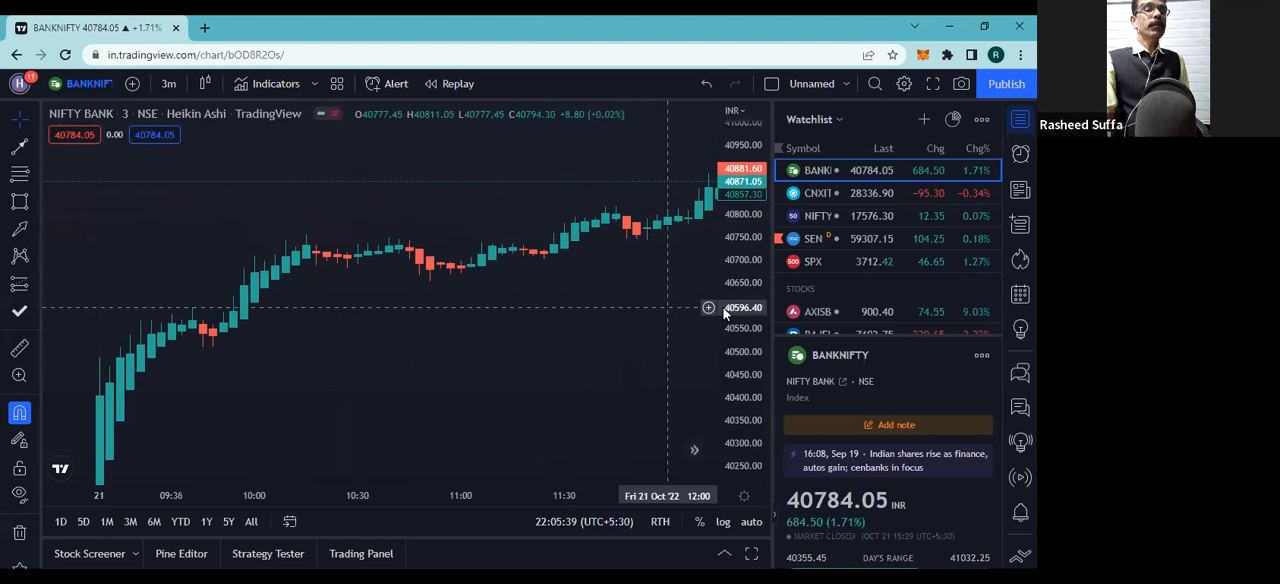 BANKNIFTY 40784.05 ▲ +1.71%
in.tradingview.com/chart/bOD8R2Os/
R
H 11 BANKNIF 3m Indicators Alert Replay Unnamed Publish
NIFTY BANK · 3 · NSE · Heikin Ashi · TradingView O40777.45 H40811.05 L40777.45 C40794.30 +8.80 (+0.02%)
40784.05 0.00 40784.05
INR
41000.00
40950.00
40881.60
40871.05
40857.30
40800.00
40750.00
40700.00
40650.00
40596.40
40550.00
40500.00
40450.00
40400.00
40350.00
40300.00
40250.00
21 09:36 10:00 10:30 11:00 11:30 Fri 21 Oct '22 12:00
1D 5D 1M 3M 6M YTD 1Y 5Y All 22:05:39 (UTC+5:30) RTH % log auto
Stock Screener Pine Editor Strategy Tester Trading Panel
Watchlist
Symbol Last Chg Chg%
BANKI 40784.05 684.50 1.71%
CNXIT 28336.90 −95.30 −0.34%
50 NIFTY 17576.30 12.35 0.07%
SEN D 59307.15 104.25 0.18%
500 SPX 3712.42 46.65 1.27%
STOCKS
AXISB 900.40 74.55 9.03%
BANKNIFTY
NIFTY BANK · NSE
Index
Add note
16:08, Sep 19 · Indian shares rise as finance,
autos gain; cenbanks in focus
40784.05 INR
684.50 (1.71%)
MARKET CLOSED (OCT 21 15:29 UTC+5:30)
40355.45 DAY'S RANGE 41032.25
Rasheed Suffa